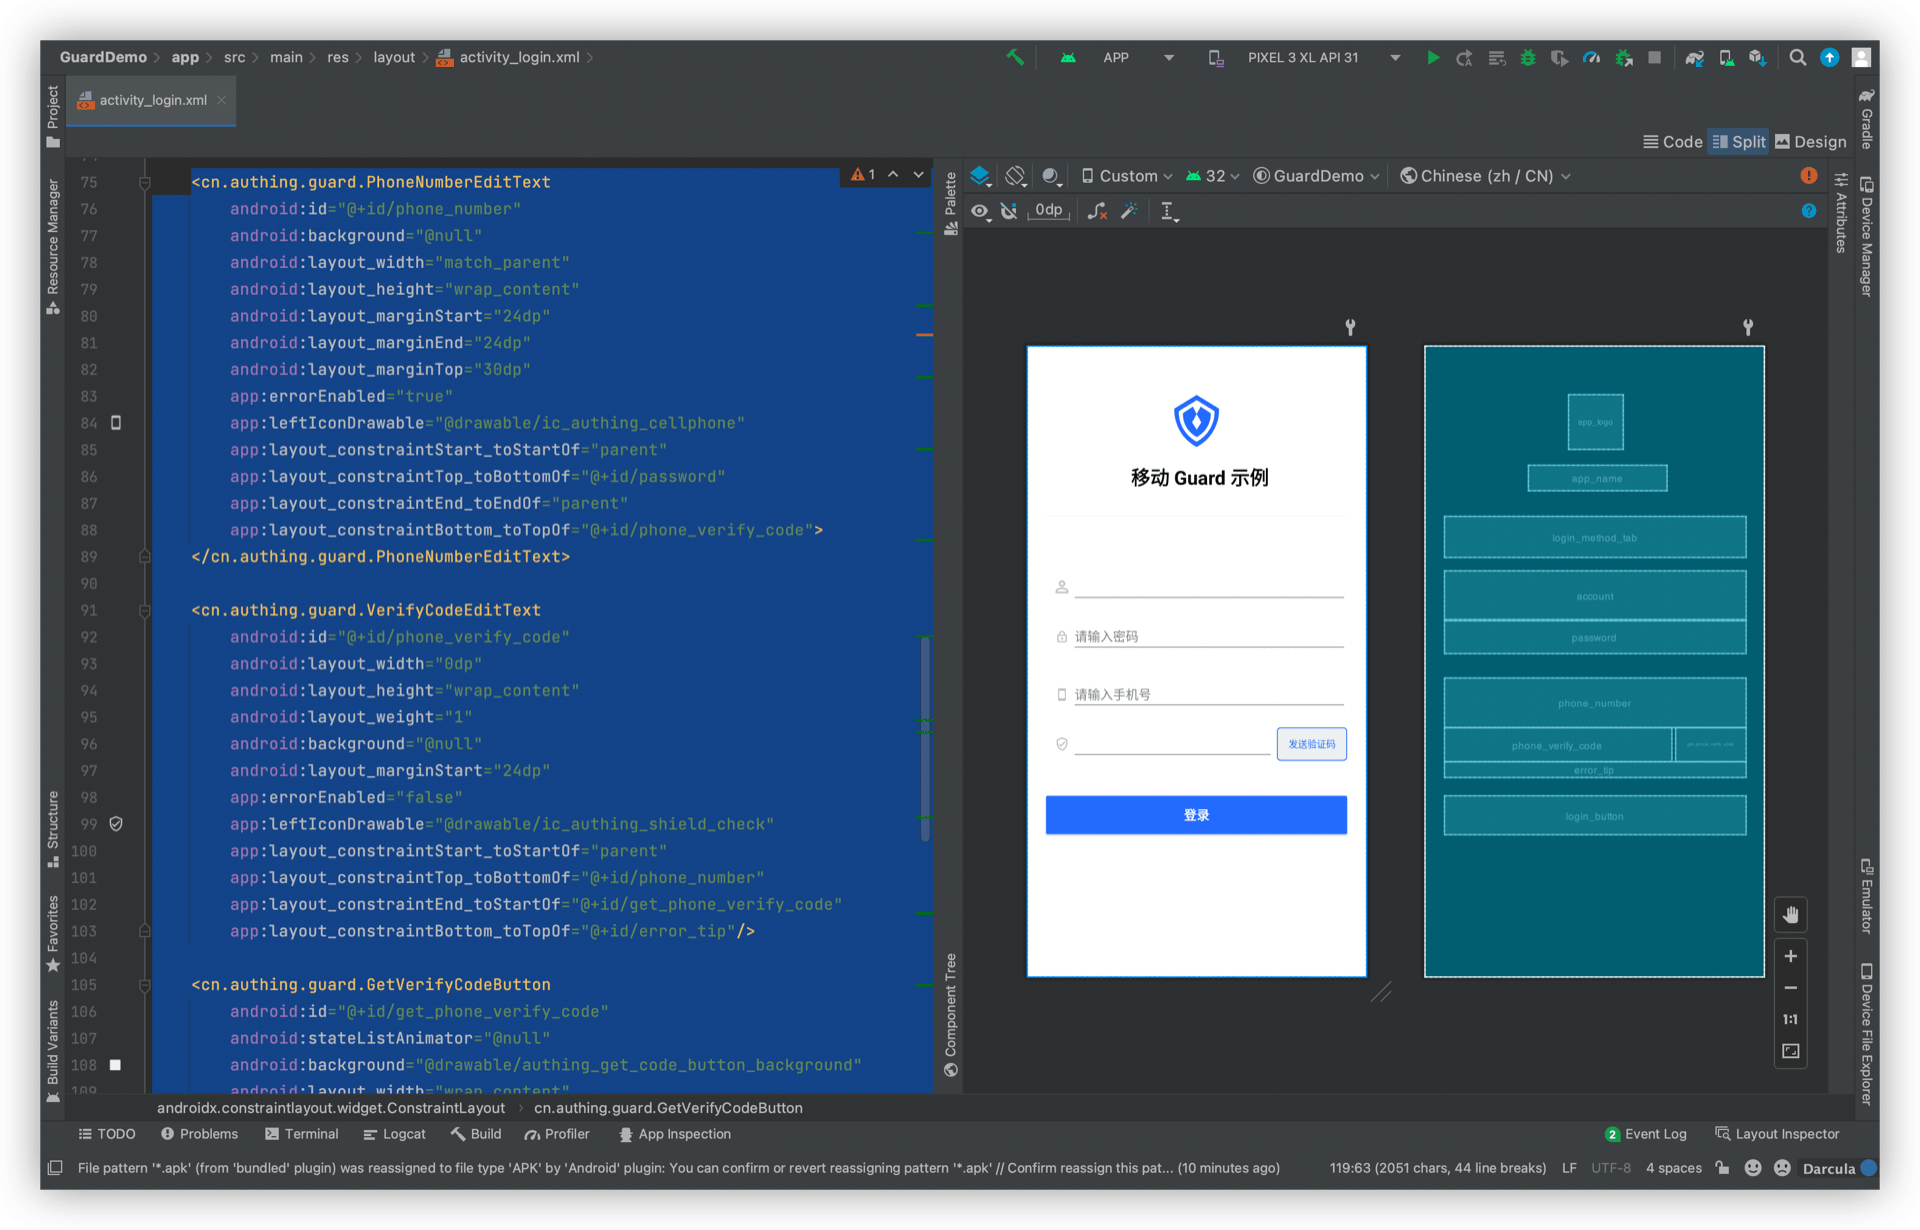 GuardDemo > app > src > main > res > layout > activity_login.xml >
APP
PIXEL 3 XL API 31
activity_login.xml
Code Split Design
Project
Resource Manager
Structure
Favorites
Build Variants
75 <cn.authing.guard.PhoneNumberEditText
76 android:id="@+id/phone_number"
77 android:background="@null"
78 android:layout_width="match_parent"
79 android:layout_height="wrap_content"
80 android:layout_marginStart="24dp"
81 android:layout_marginEnd="24dp"
82 android:layout_marginTop="30dp"
83 app:errorEnabled="true"
84 app:leftIconDrawable="@drawable/ic_authing_cellphone"
85 app:layout_constraintStart_toStartOf="parent"
86 app:layout_constraintTop_toBottomOf="@+id/password"
87 app:layout_constraintEnd_toEndOf="parent"
88 app:layout_constraintBottom_toTopOf="@+id/phone_verify_code">
89 </cn.authing.guard.PhoneNumberEditText>
90
91 <cn.authing.guard.VerifyCodeEditText
92 android:id="@+id/phone_verify_code"
93 android:layout_width="0dp"
94 android:layout_height="wrap_content"
95 android:layout_weight="1"
96 android:background="@null"
97 android:layout_marginStart="24dp"
98 app:errorEnabled="false"
99 app:leftIconDrawable="@drawable/ic_authing_shield_check"
100 app:layout_constraintStart_toStartOf="parent"
101 app:layout_constraintTop_toBottomOf="@+id/phone_number"
102 app:layout_constraintEnd_toStartOf="@+id/get_phone_verify_code"
103 app:layout_constraintBottom_toTopOf="@+id/error_tip"/>
104
105 <cn.authing.guard.GetVerifyCodeButton
106 android:id="@+id/get_phone_verify_code"
107 android:stateListAnimator="@null"
108 android:background="@drawable/authing_get_code_button_background"
109 android:layout_width="wrap_content"
1
Palette
Component Tree
Custom
32
GuardDemo
Chinese (zh / CN)
0dp
移动 Guard 示例
请输入密码
请输入手机号
发送验证码
登录
app_logo
app_name
login_method_tab
account
password
phone_number
phone_verify_code
error_tip
login_button
1:1
Attributes
Gradle
Device Manager
Emulator
Device File Explorer
androidx.constraintlayout.widget.ConstraintLayout > cn.authing.guard.GetVerifyCodeButton
TODO Problems Terminal Logcat Build Profiler App Inspection
2 Event Log Layout Inspector
File pattern '*.apk' (from 'bundled' plugin) was reassigned to file type 'APK' by 'Android' plugin: You can confirm or revert reassigning pattern '*.apk' // Confirm reassign this pat... (10 minutes ago)
119:63 (2051 chars, 44 line breaks) LF UTF-8 4 spaces Darcula